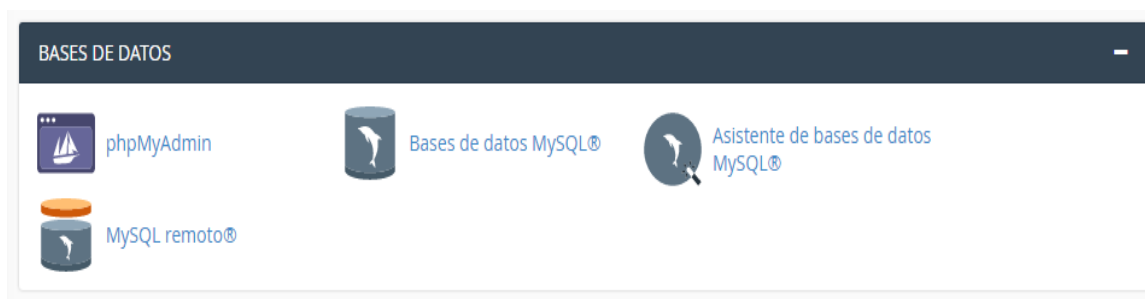 BASES DE DATOS
phpMyAdmin
Bases de datos MySQL®
Asistente de bases de datos
MySQL®
MySQL remoto®